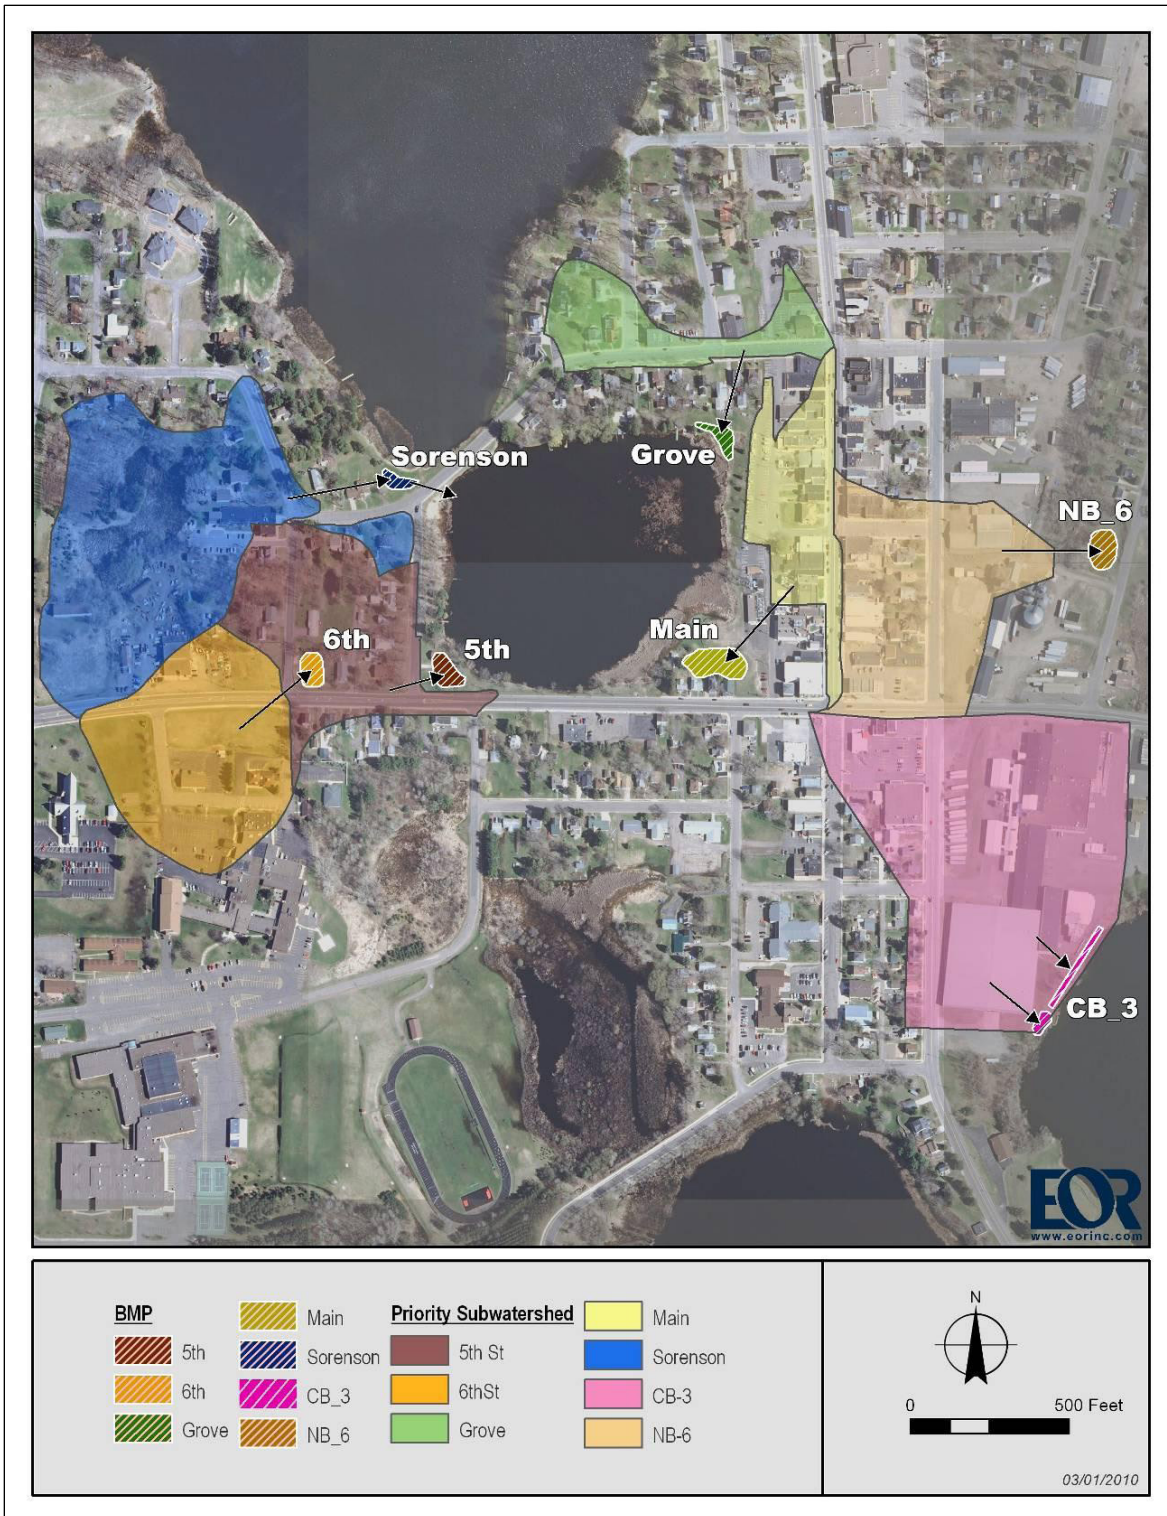 Sorenson
Grove
NB_6
6th
5th
Main
CB_3
EOR
www.eorinc.com
BMP
5th
6th
Grove
Main
Sorenson
CB_3
NB_6
Priority Subwatershed
5th St
6thSt
Grove
Main
Sorenson
CB-3
NB-6
N
0 500 Feet
03/01/2010